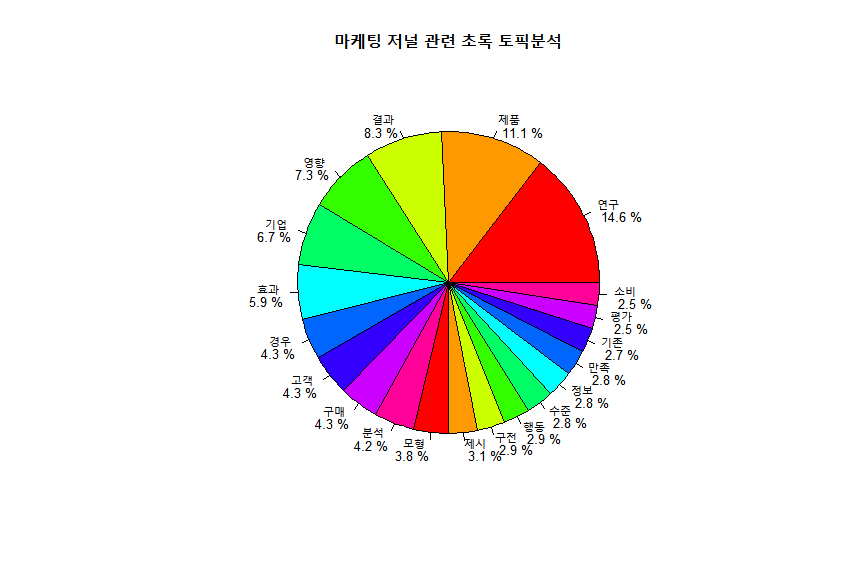 마케팅 저널 관련 초록 토픽분석
연구
14.6 %
제품
11.1 %
결과
8.3 %
영향
7.3 %
기업
6.7 %
효과
5.9 %
경우
4.3 %
고객
4.3 %
구매
4.3 %
분석
4.2 %
모형
3.8 %
제시
3.1 %
구전
2.9 %
행동
2.9 %
수준
2.8 %
정보
2.8 %
만족
2.8 %
기존
2.7 %
평가
2.5 %
소비
2.5 %